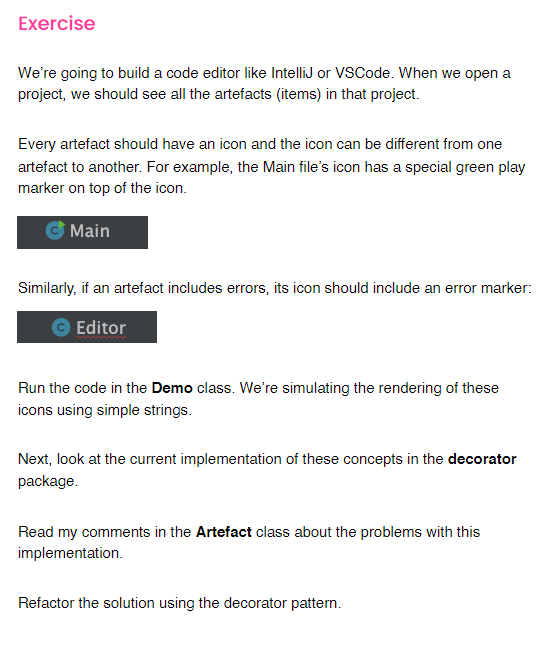 Exercise
We’re going to build a code editor like IntelliJ or VSCode. When we open a
project, we should see all the artefacts (items) in that project.
Every artefact should have an icon and the icon can be different from one
artefact to another. For example, the Main file’s icon has a special green play
marker on top of the icon.
C Main
Similarly, if an artefact includes errors, its icon should include an error marker:
C Editor
Run the code in the Demo class. We’re simulating the rendering of these
icons using simple strings.
Next, look at the current implementation of these concepts in the decorator
package.
Read my comments in the Artefact class about the problems with this
implementation.
Refactor the solution using the decorator pattern.